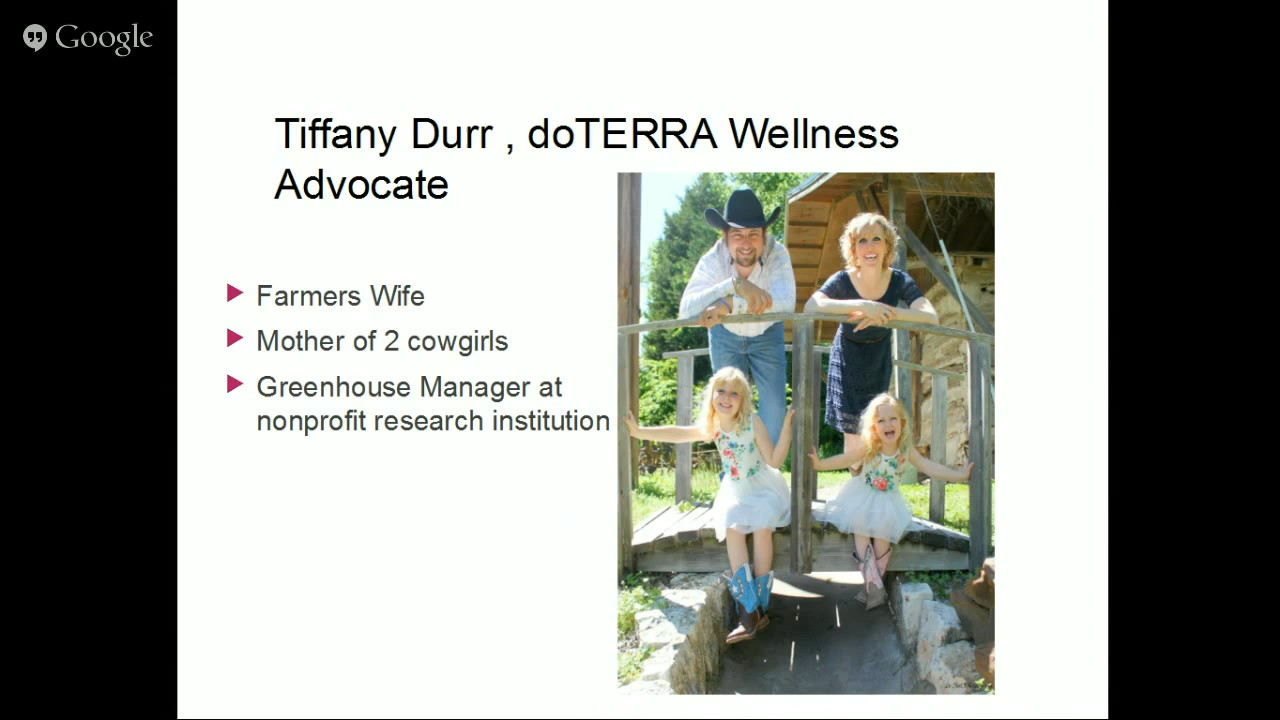 Google
Tiffany Durr , doTERRA Wellness
Advocate
Farmers Wife
Mother of 2 cowgirls
Greenhouse Manager at
nonprofit research institution